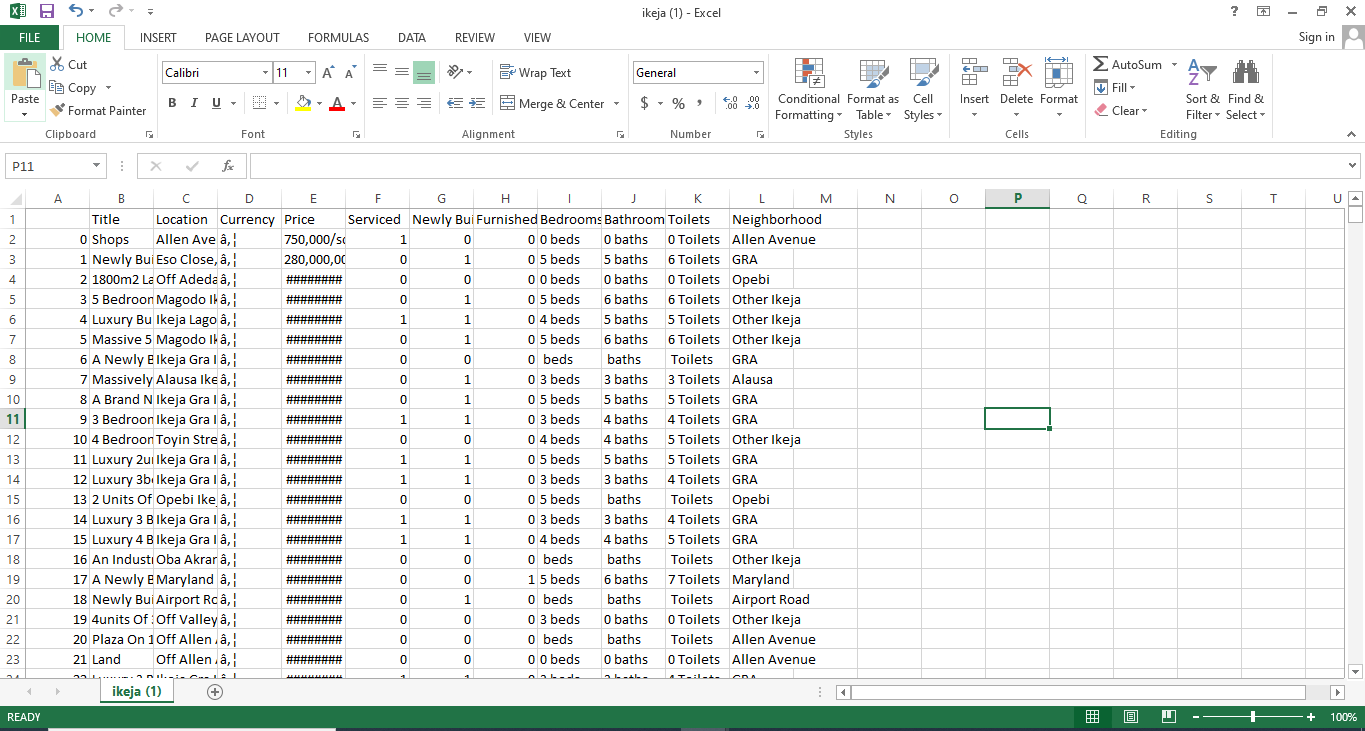 ikeja (1) - Excel
? 
FILE HOME INSERT PAGE LAYOUT FORMULAS DATA REVIEW VIEW Sign in
Paste Cut Copy Format Painter Clipboard
Calibri 11 A A B I U A Font
Wrap Text Merge & Center Alignment
General $ % , .0 .00 Number
Conditional Formatting Format as Table Cell Styles Styles
Insert Delete Format Cells
AutoSum Fill Clear Sort & Filter Find & Select Editing
P11 fx
A B C D E F G H I J K L M N O P Q R S T U
1 Title Location Currency Price Serviced Newly Bui Furnished Bedrooms Bathroom Toilets Neighborhood
2 0 Shops Allen Ave â‚¦ 750,000/sq 1 0 0 0 beds 0 baths 0 Toilets Allen Avenue
3 1 Newly Bui Eso Close, â‚¦ 280,000,00 0 1 0 5 beds 5 baths 6 Toilets GRA
4 2 1800m2 La Off Adeda â‚¦ ######## 0 0 0 0 beds 0 baths 0 Toilets Opebi
5 3 5 Bedroom Magodo Ik â‚¦ ######## 0 1 0 5 beds 6 baths 6 Toilets Other Ikeja
6 4 Luxury Bu Ikeja Lago â‚¦ ######## 1 1 0 4 beds 5 baths 5 Toilets Other Ikeja
7 5 Massive 5 Magodo Ik â‚¦ ######## 0 1 0 5 beds 6 baths 6 Toilets Other Ikeja
8 6 A Newly B Ikeja Gra I â‚¦ ######## 0 0 0 beds baths Toilets GRA
9 7 Massively Alausa Ike â‚¦ ######## 0 1 0 3 beds 3 baths 3 Toilets Alausa
10 8 A Brand N Ikeja Gra I â‚¦ ######## 0 1 0 5 beds 5 baths 5 Toilets GRA
11 9 3 Bedroom Ikeja Gra I â‚¦ ######## 1 1 0 3 beds 4 baths 4 Toilets GRA
12 10 4 Bedroom Toyin Stre â‚¦ ######## 0 0 0 4 beds 4 baths 5 Toilets Other Ikeja
13 11 Luxury 2u Ikeja Gra I â‚¦ ######## 1 1 0 5 beds 5 baths 5 Toilets GRA
14 12 Luxury 3b Ikeja Gra I â‚¦ ######## 1 1 0 3 beds 3 baths 4 Toilets GRA
15 13 2 Units Of Opebi Ike â‚¦ ######## 0 0 0 5 beds baths Toilets Opebi
16 14 Luxury 3 B Ikeja Gra I â‚¦ ######## 1 1 0 3 beds 3 baths 4 Toilets GRA
17 15 Luxury 4 B Ikeja Gra I â‚¦ ######## 1 1 0 4 beds 4 baths 5 Toilets GRA
18 16 An Indust Oba Akran â‚¦ ######## 0 0 0 beds baths Toilets Other Ikeja
19 17 A Newly B Maryland â‚¦ ######## 0 0 1 5 beds 6 baths 7 Toilets Maryland
20 18 Newly Bui Airport Ro â‚¦ ######## 0 1 0 beds baths Toilets Airport Road
21 19 4units Of Off Valley â‚¦ ######## 0 0 0 3 beds 0 baths 0 Toilets Other Ikeja
22 20 Plaza On 1 Off Allen â‚¦ ######## 0 0 0 beds baths Toilets Allen Avenue
23 21 Land Off Allen â‚¦ ######## 0 0 0 0 beds 0 baths 0 Toilets Allen Avenue
ikeja (1)
READY 100%